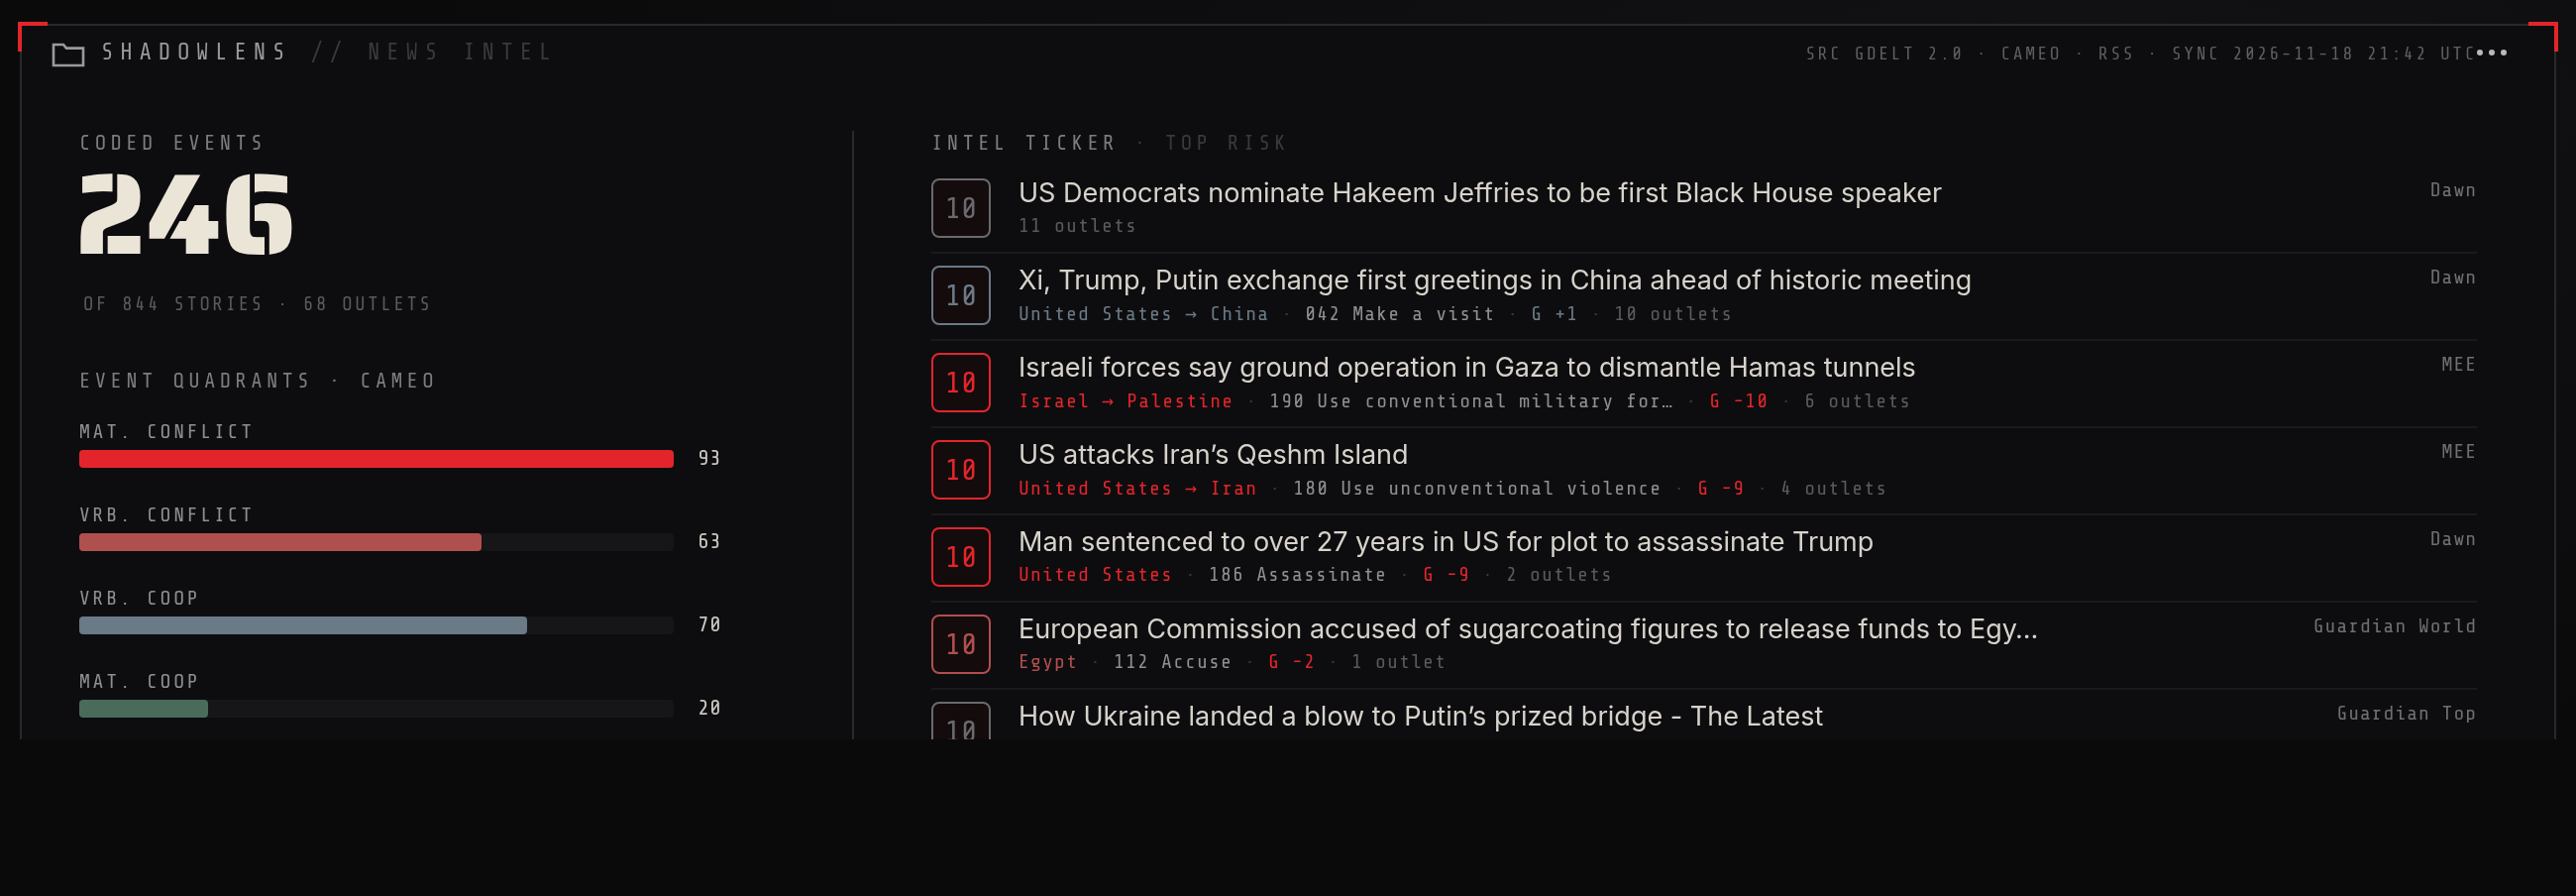 SHADOWLENS // NEWS INTEL
SRC GDELT 2.0 · CAMEO · RSS · SYNC 2026-11-18 21:42 UTC
CODED EVENTS
246
OF 844 STORIES · 68 OUTLETS
EVENT QUADRANTS · CAMEO
MAT. CONFLICT
93
VRB. CONFLICT
63
VRB. COOP
70
MAT. COOP
20
INTEL TICKER · TOP RISK
10 US Democrats nominate Hakeem Jeffries to be first Black House speaker Dawn
11 outlets
10 Xi, Trump, Putin exchange first greetings in China ahead of historic meeting Dawn
United States → China · 042 Make a visit · G +1 · 10 outlets
10 Israeli forces say ground operation in Gaza to dismantle Hamas tunnels MEE
Israel → Palestine · 190 Use conventional military for… · G -10 · 6 outlets
10 US attacks Iran’s Qeshm Island MEE
United States → Iran · 180 Use unconventional violence · G -9 · 4 outlets
10 Man sentenced to over 27 years in US for plot to assassinate Trump Dawn
United States · 186 Assassinate · G -9 · 2 outlets
10 European Commission accused of sugarcoating figures to release funds to Egy… Guardian World
Egypt · 112 Accuse · G -2 · 1 outlet
10 How Ukraine landed a blow to Putin’s prized bridge - The Latest Guardian Top